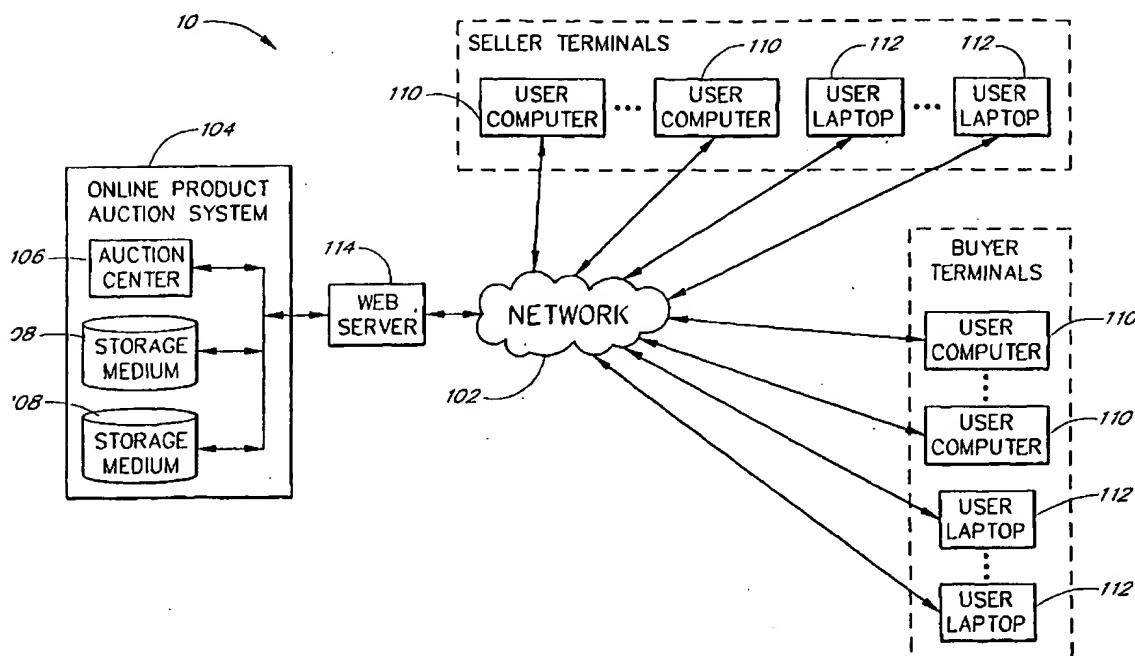 10
SELLER TERMINALS
110
112
112
110
USER
COMPUTER
USER
COMPUTER
USER
LAPTOP
USER
LAPTOP
104
ONLINE PRODUCT
AUCTION SYSTEM
106
AUCTION
CENTER
08
STORAGE
MEDIUM
'08
STORAGE
MEDIUM
114
WEB
SERVER
NETWORK
102
BUYER
TERMINALS
USER
COMPUTER
110
USER
COMPUTER
110
USER
LAPTOP
112
USER
LAPTOP
112